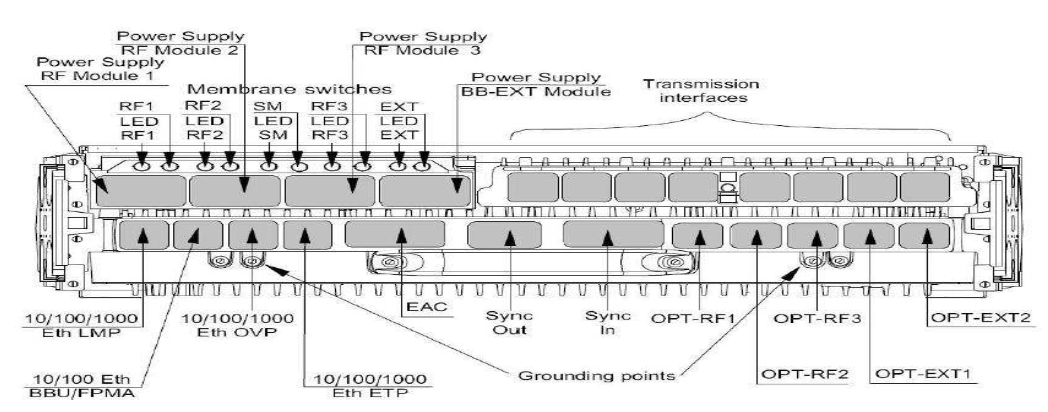 Power Supply
RF Module 2
Power Supply
RF Module 3
Power Supply
RF Module 1
Power Supply
BB-EXT Module
Transmission
interfaces
Membrane switches
RF1 RF2 SM RF3 EXT
LED LED LED LED LED
RF1 RF2 SM RF3 EXT
10/100/1000
Eth LMP
10/100/1000
Eth OVP
EAC
Sync
Out
Sync
In
OPT-RF1
OPT-RF3
OPT-EXT2
10/100 Eth
BBU/FPMA
10/100/1000
Eth ETP
Grounding points
OPT-RF2
OPT-EXT1